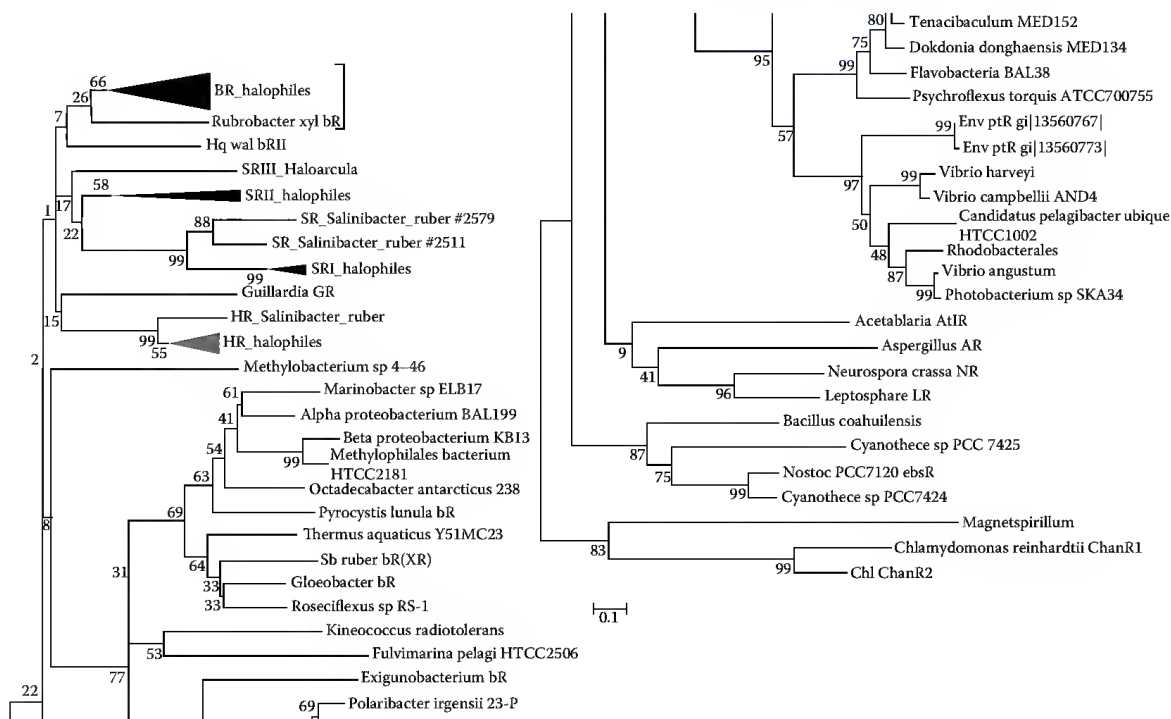 66
BR_halophiles
26
Rubrobacter xyl bR
7
Hq wal bRII
SRIII_Haloarcula
58
SRII_halophiles
1
17
88
SR_Salinibacter_ruber #2579
22
SR_Salinibacter_ruber #2511
99
SRI_halophiles
99
Guillardia GR
15
HR_Salinibacter_ruber
99
HR_halophiles
55
2
Methylobacterium sp 4–46
61
Marinobacter sp ELB17
Alpha proteobacterium BAL199
41
Beta proteobacterium KB13
54
99
Methylophilales bacterium
HTCC2181
63
Octadecabacter antarcticus 238
69
Pyrocystis lunula bR
8
Thermus aquaticus Y51MC23
64
Sb ruber bR(XR)
31
33
Gloeobacter bR
33
Roseciflexus sp RS-1
Kineococcus radiotolerans
53
Fulvimarina pelagi HTCC2506
77
Exigunobacterium bR
22
69
Polaribacter irgensii 23-P
80
Tenacibaculum MED152
75
Dokdonia donghaensis MED134
95
99
Flavobacteria BAL38
Psychroflexus torquis ATCC700755
99
Env ptR gi|13560767|
57
Env ptR gi|13560773|
99
Vibrio harveyi
97
Vibrio campbellii AND4
50
Candidatus pelagibacter ubique
HTCC1002
48
Rhodobacterales
87
Vibrio angustum
99
Photobacterium sp SKA34
Acetablaria AtIR
9
Aspergillus AR
41
Neurospora crassa NR
96
Leptosphare LR
Bacillus coahuilensis
87
Cyanothece sp PCC 7425
75
Nostoc PCC7120 ebsR
99
Cyanothece sp PCC7424
Magnetspirillum
83
Chlamydomonas reinhardtii ChanR1
99
Chl ChanR2
0.1